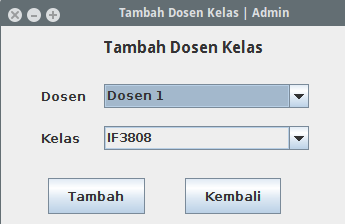 Tambah Dosen Kelas | Admin
Tambah Dosen Kelas
Dosen Dosen 1
Kelas IF3808
Tambah Kembali